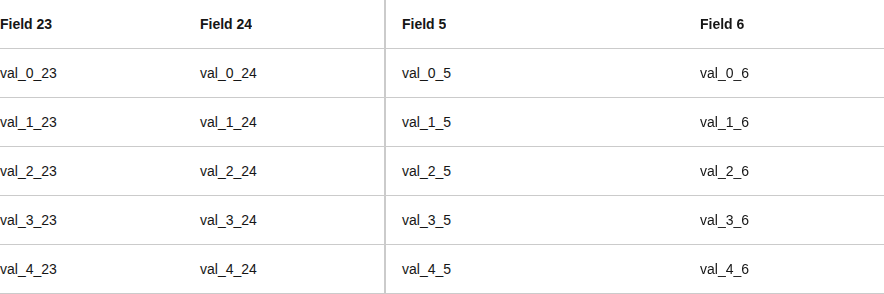 Field 23 Field 24 Field 5 Field 6
val_0_23 val_0_24 val_0_5 val_0_6
val_1_23 val_1_24 val_1_5 val_1_6
val_2_23 val_2_24 val_2_5 val_2_6
val_3_23 val_3_24 val_3_5 val_3_6
val_4_23 val_4_24 val_4_5 val_4_6